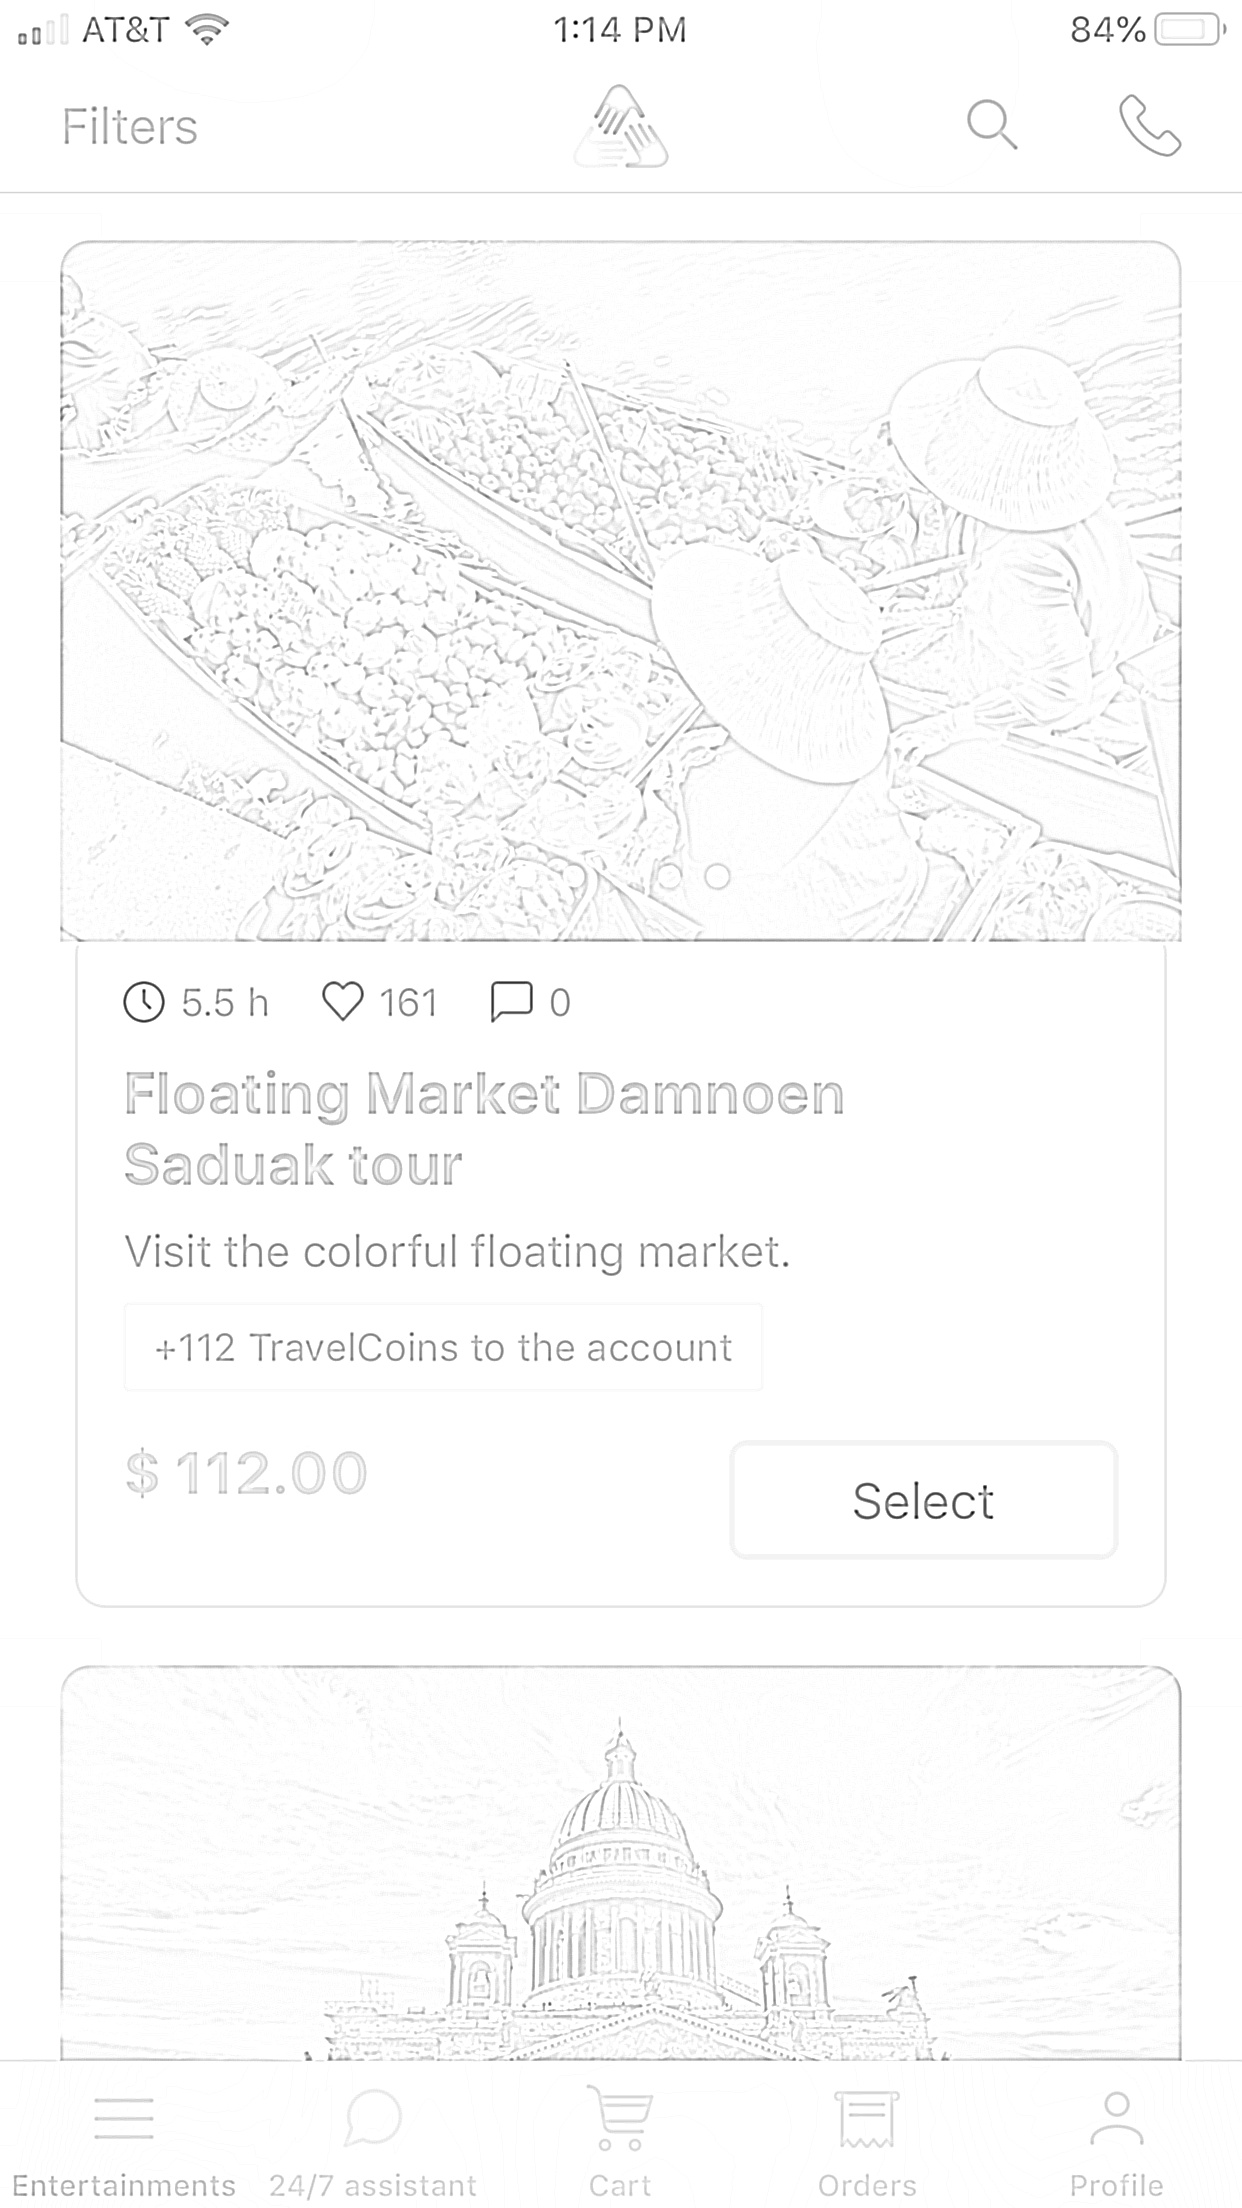 AT&T 1:14 PM 84%
Filters
5.5 h 161 0
Floating Market Damnoen
Saduak tour
Visit the colorful floating market.
+112 TravelCoins to the account
$ 112.00
Select
Entertainments 24/7 assistant Cart Orders Profile